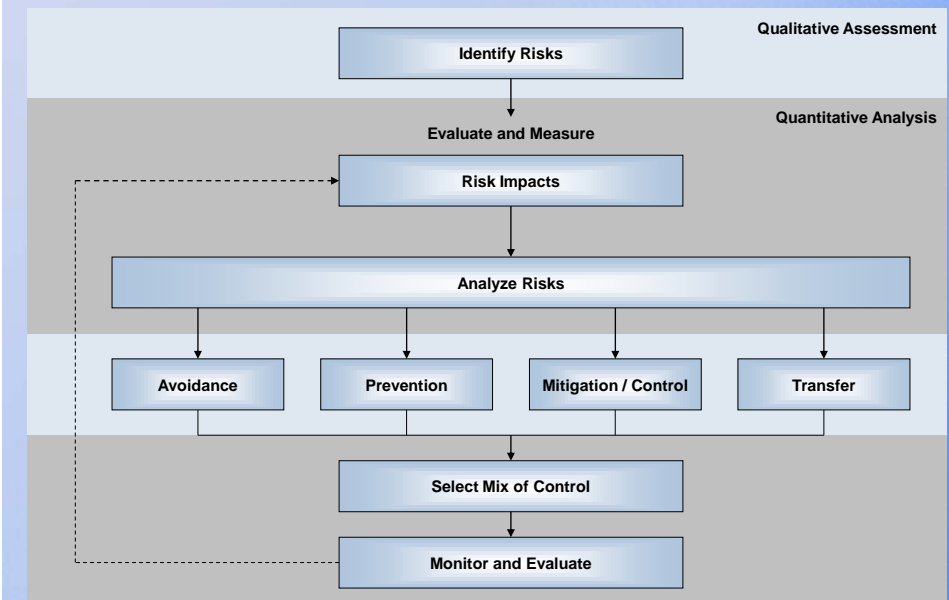 Qualitative Assessment
Identify Risks
Quantitative Analysis
Evaluate and Measure
Risk Impacts
Analyze Risks
Avoidance
Prevention
Mitigation / Control
Transfer
Select Mix of Control
Monitor and Evaluate